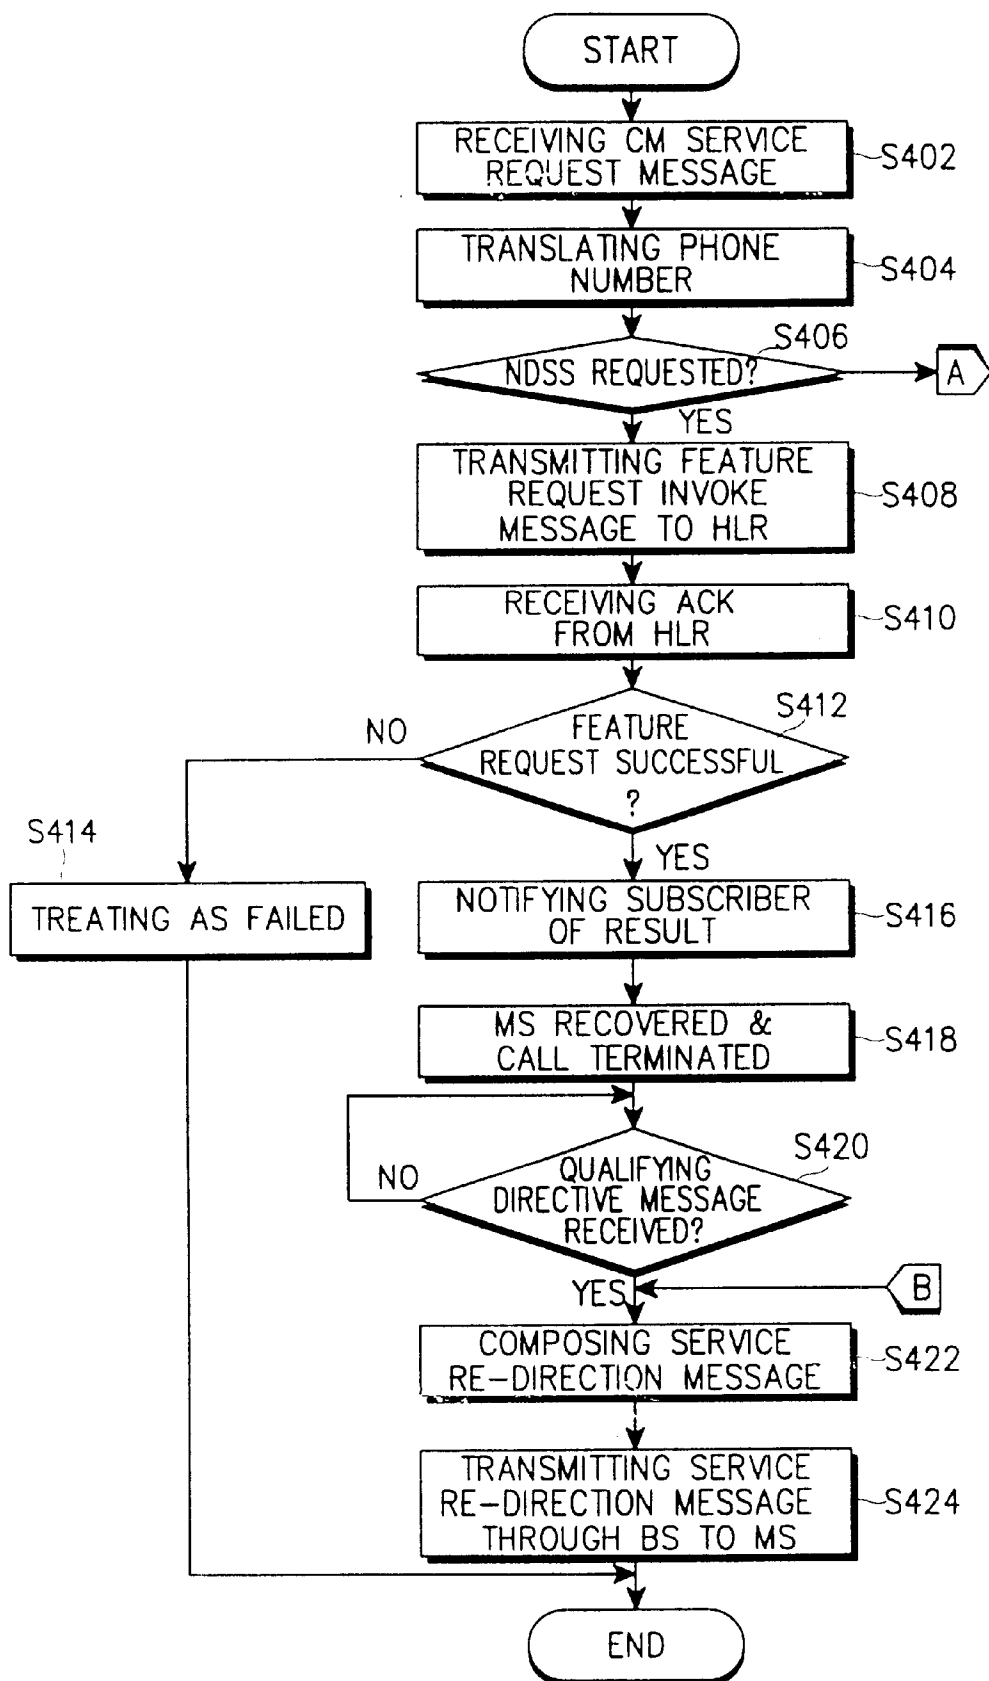 START
RECEIVING CM SERVICE
REQUEST MESSAGE
S402
TRANSLATING PHONE
NUMBER
S404
S406
NDSS REQUESTED?
A
YES
TRANSMITTING FEATURE
REQUEST INVOKE
MESSAGE TO HLR
S408
RECEIVING ACK
FROM HLR
S410
S412
NO
FEATURE
REQUEST SUCCESSFUL
?
S414
YES
TREATING AS FAILED
NOTIFYING SUBSCRIBER
OF RESULT
S416
MS RECOVERED &
CALL TERMINATED
S418
S420
NO
QUALIFYING
DIRECTIVE MESSAGE
RECEIVED?
YES
B
COMPOSING SERVICE
RE-DIRECTION MESSAGE
S422
TRANSMITTING SERVICE
RE-DIRECTION MESSAGE
THROUGH BS TO MS
S424
END